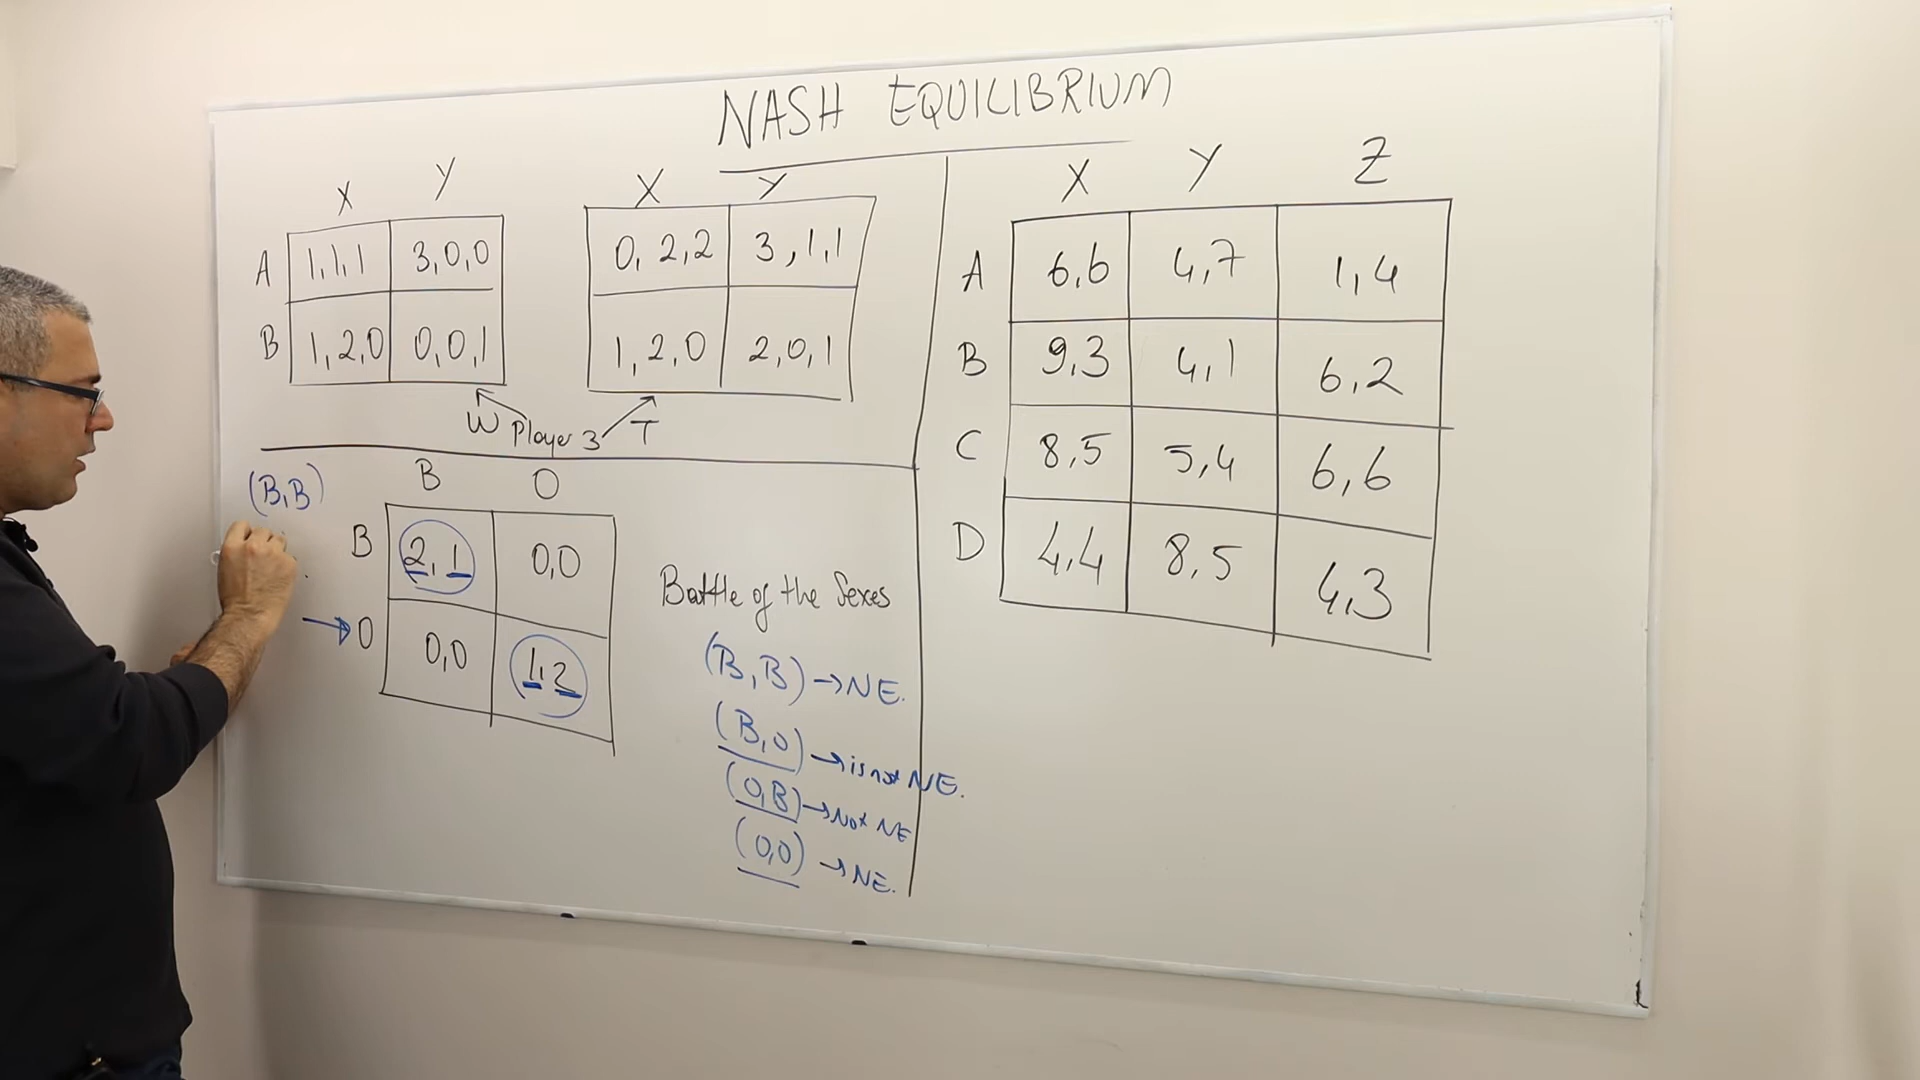 NASH EQUILIBRIUM
X Y
A 1,1,1 3,0,0
B 1,2,0 0,0,1
X Y
0,2,2 3,1,1
1,2,0 2,0,1
W Player 3 T
(B,B)
B O
B 2,1 0,0
O 0,0 1,2
Battle of the Sexes
(B,B) → NE.
(B,O) → is not NE.
(O,B) → Not NE
(O,O) → NE.
X Y Z
A 6,6 4,7 1,4
B 9,3 4,1 6,2
C 8,5 5,4 6,6
D 4,4 8,5 4,3